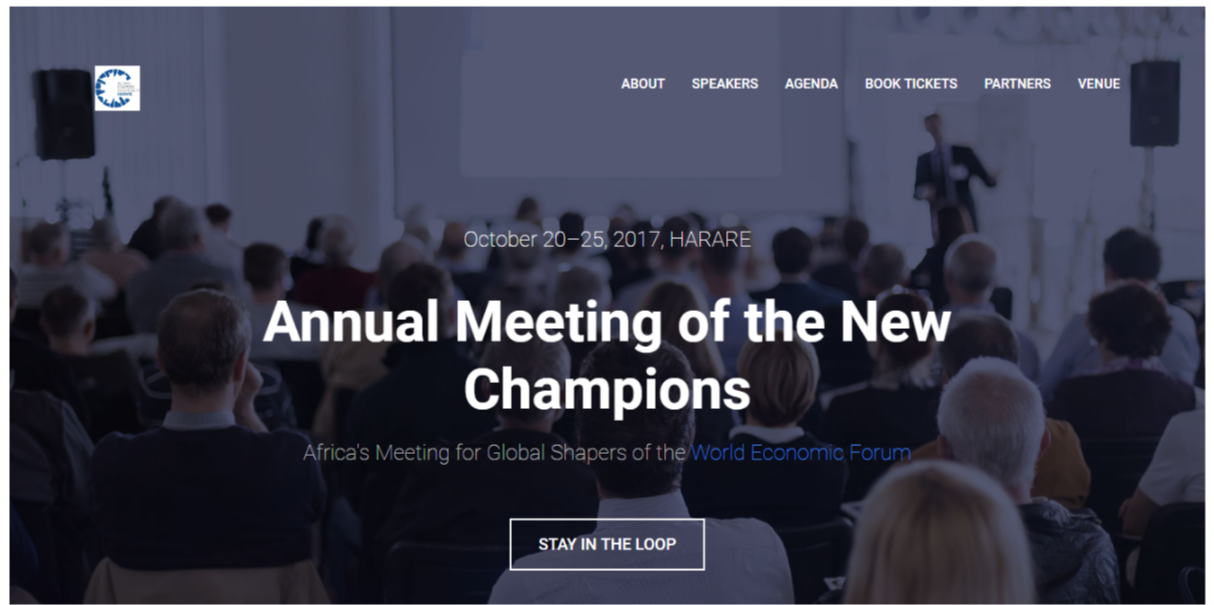 ABOUT SPEAKERS AGENDA BOOK TICKETS PARTNERS VENUE
October 20–25, 2017, HARARE
Annual Meeting of the New
Champions
Africa's Meeting for Global Shapers of the World Economic Forum
STAY IN THE LOOP